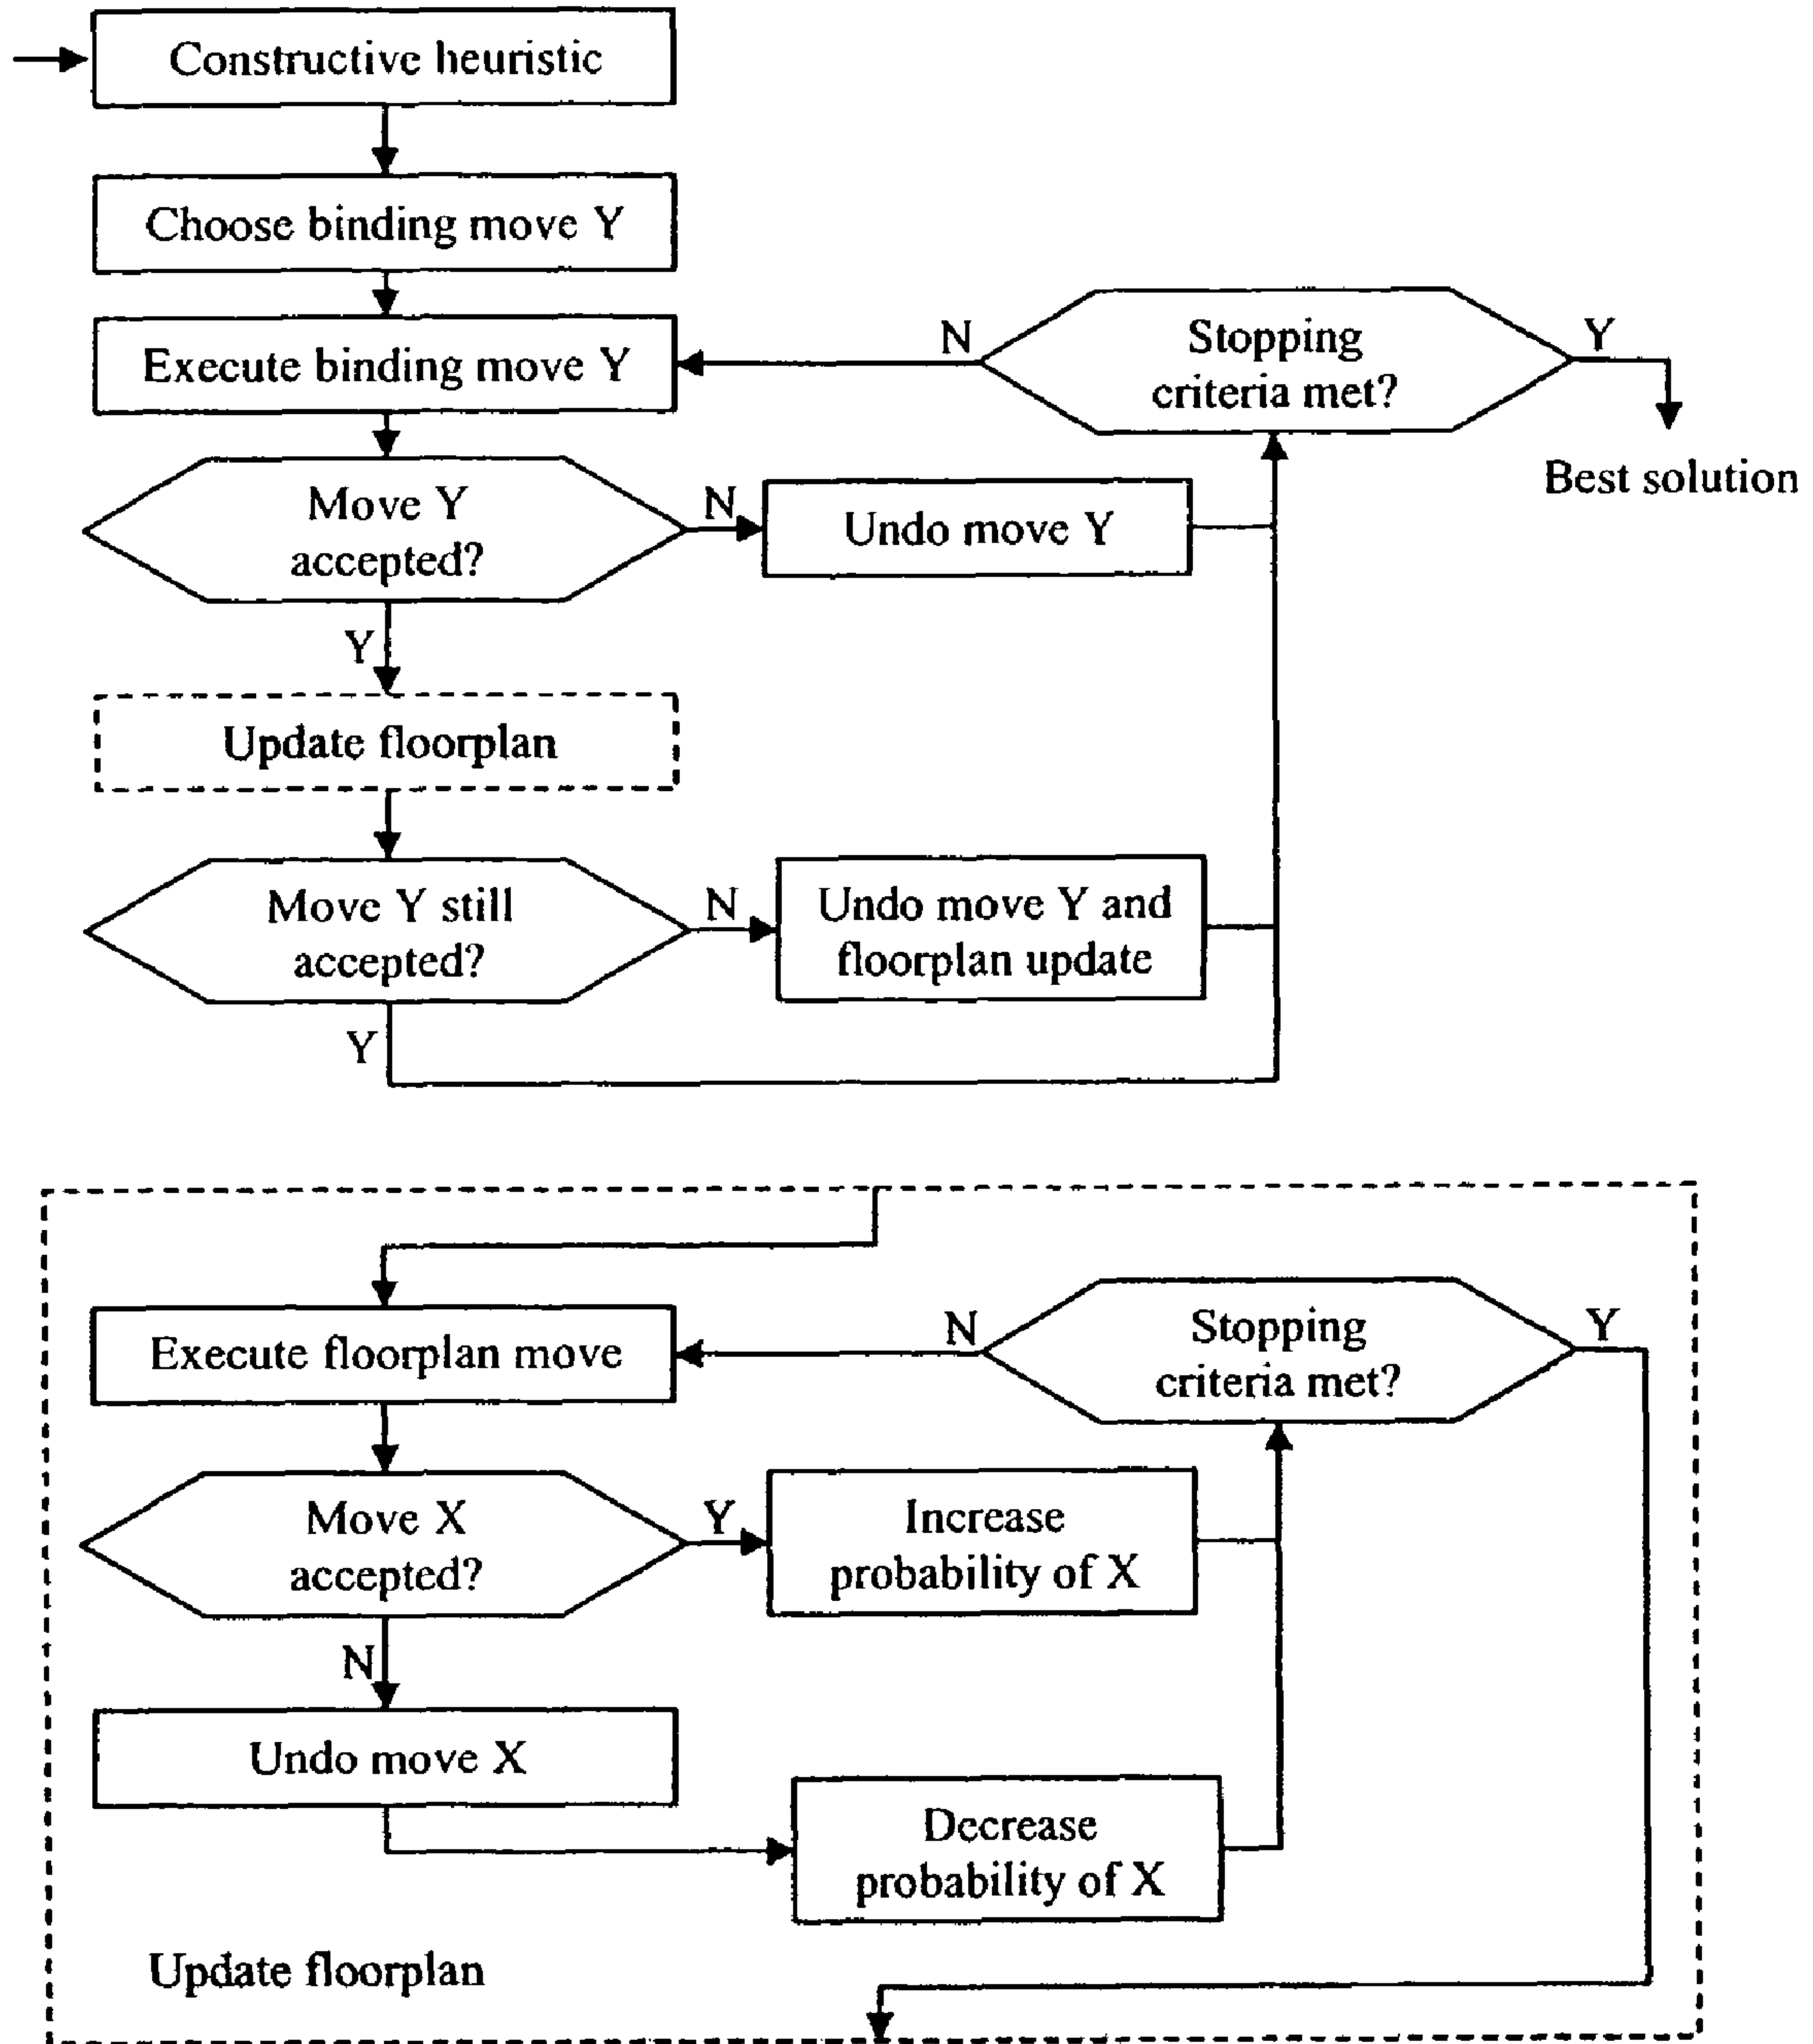 Constructive heuristic
Choose binding move Y
Execute binding move Y
N
Stopping
criteria met?
Y
Best solution
Move Y
accepted?
N
Undo move Y
Y
Update floorplan
Move Y still
accepted?
N
Undo move Y and
floorplan update
Y
Execute floorplan move
N
Stopping
criteria met?
Y
Move X
accepted?
Y
Increase
probability of X
N
Undo move X
Decrease
probability of X
Update floorplan